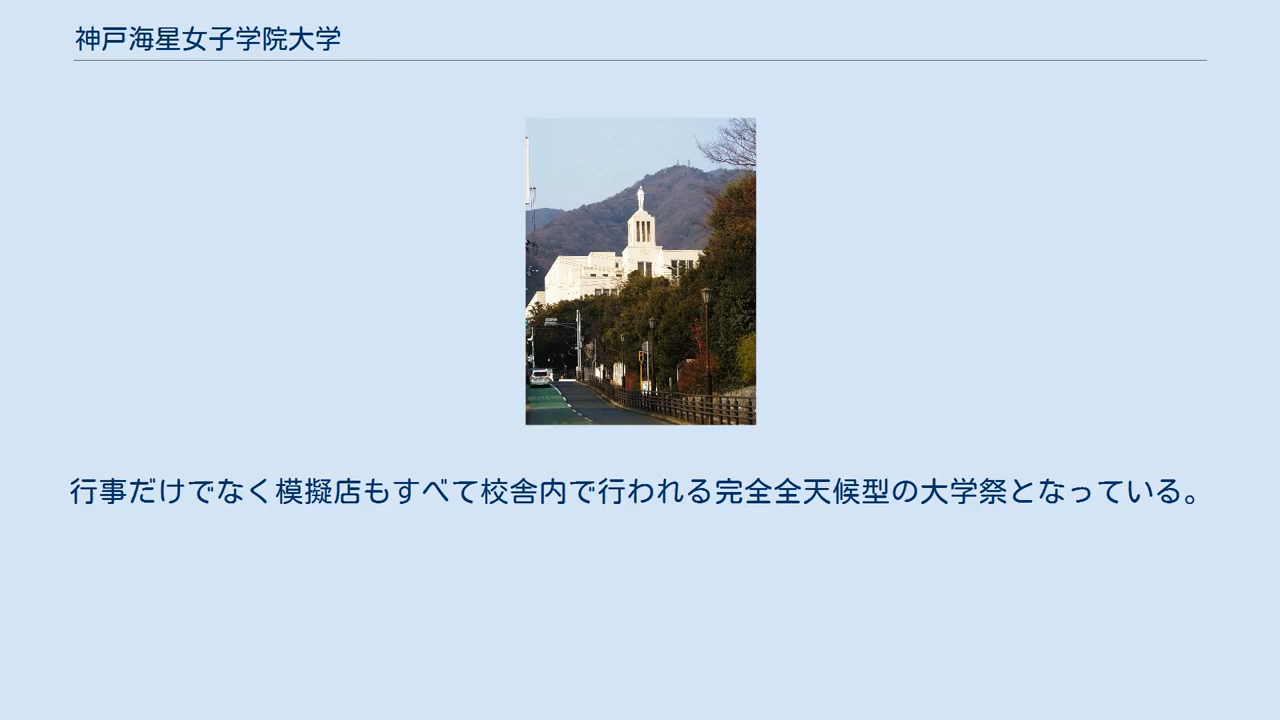 神戸海星女子学院大学
行事だけでなく模擬店もすべて校舎内で行われる完全全天候型の大学祭となっている。